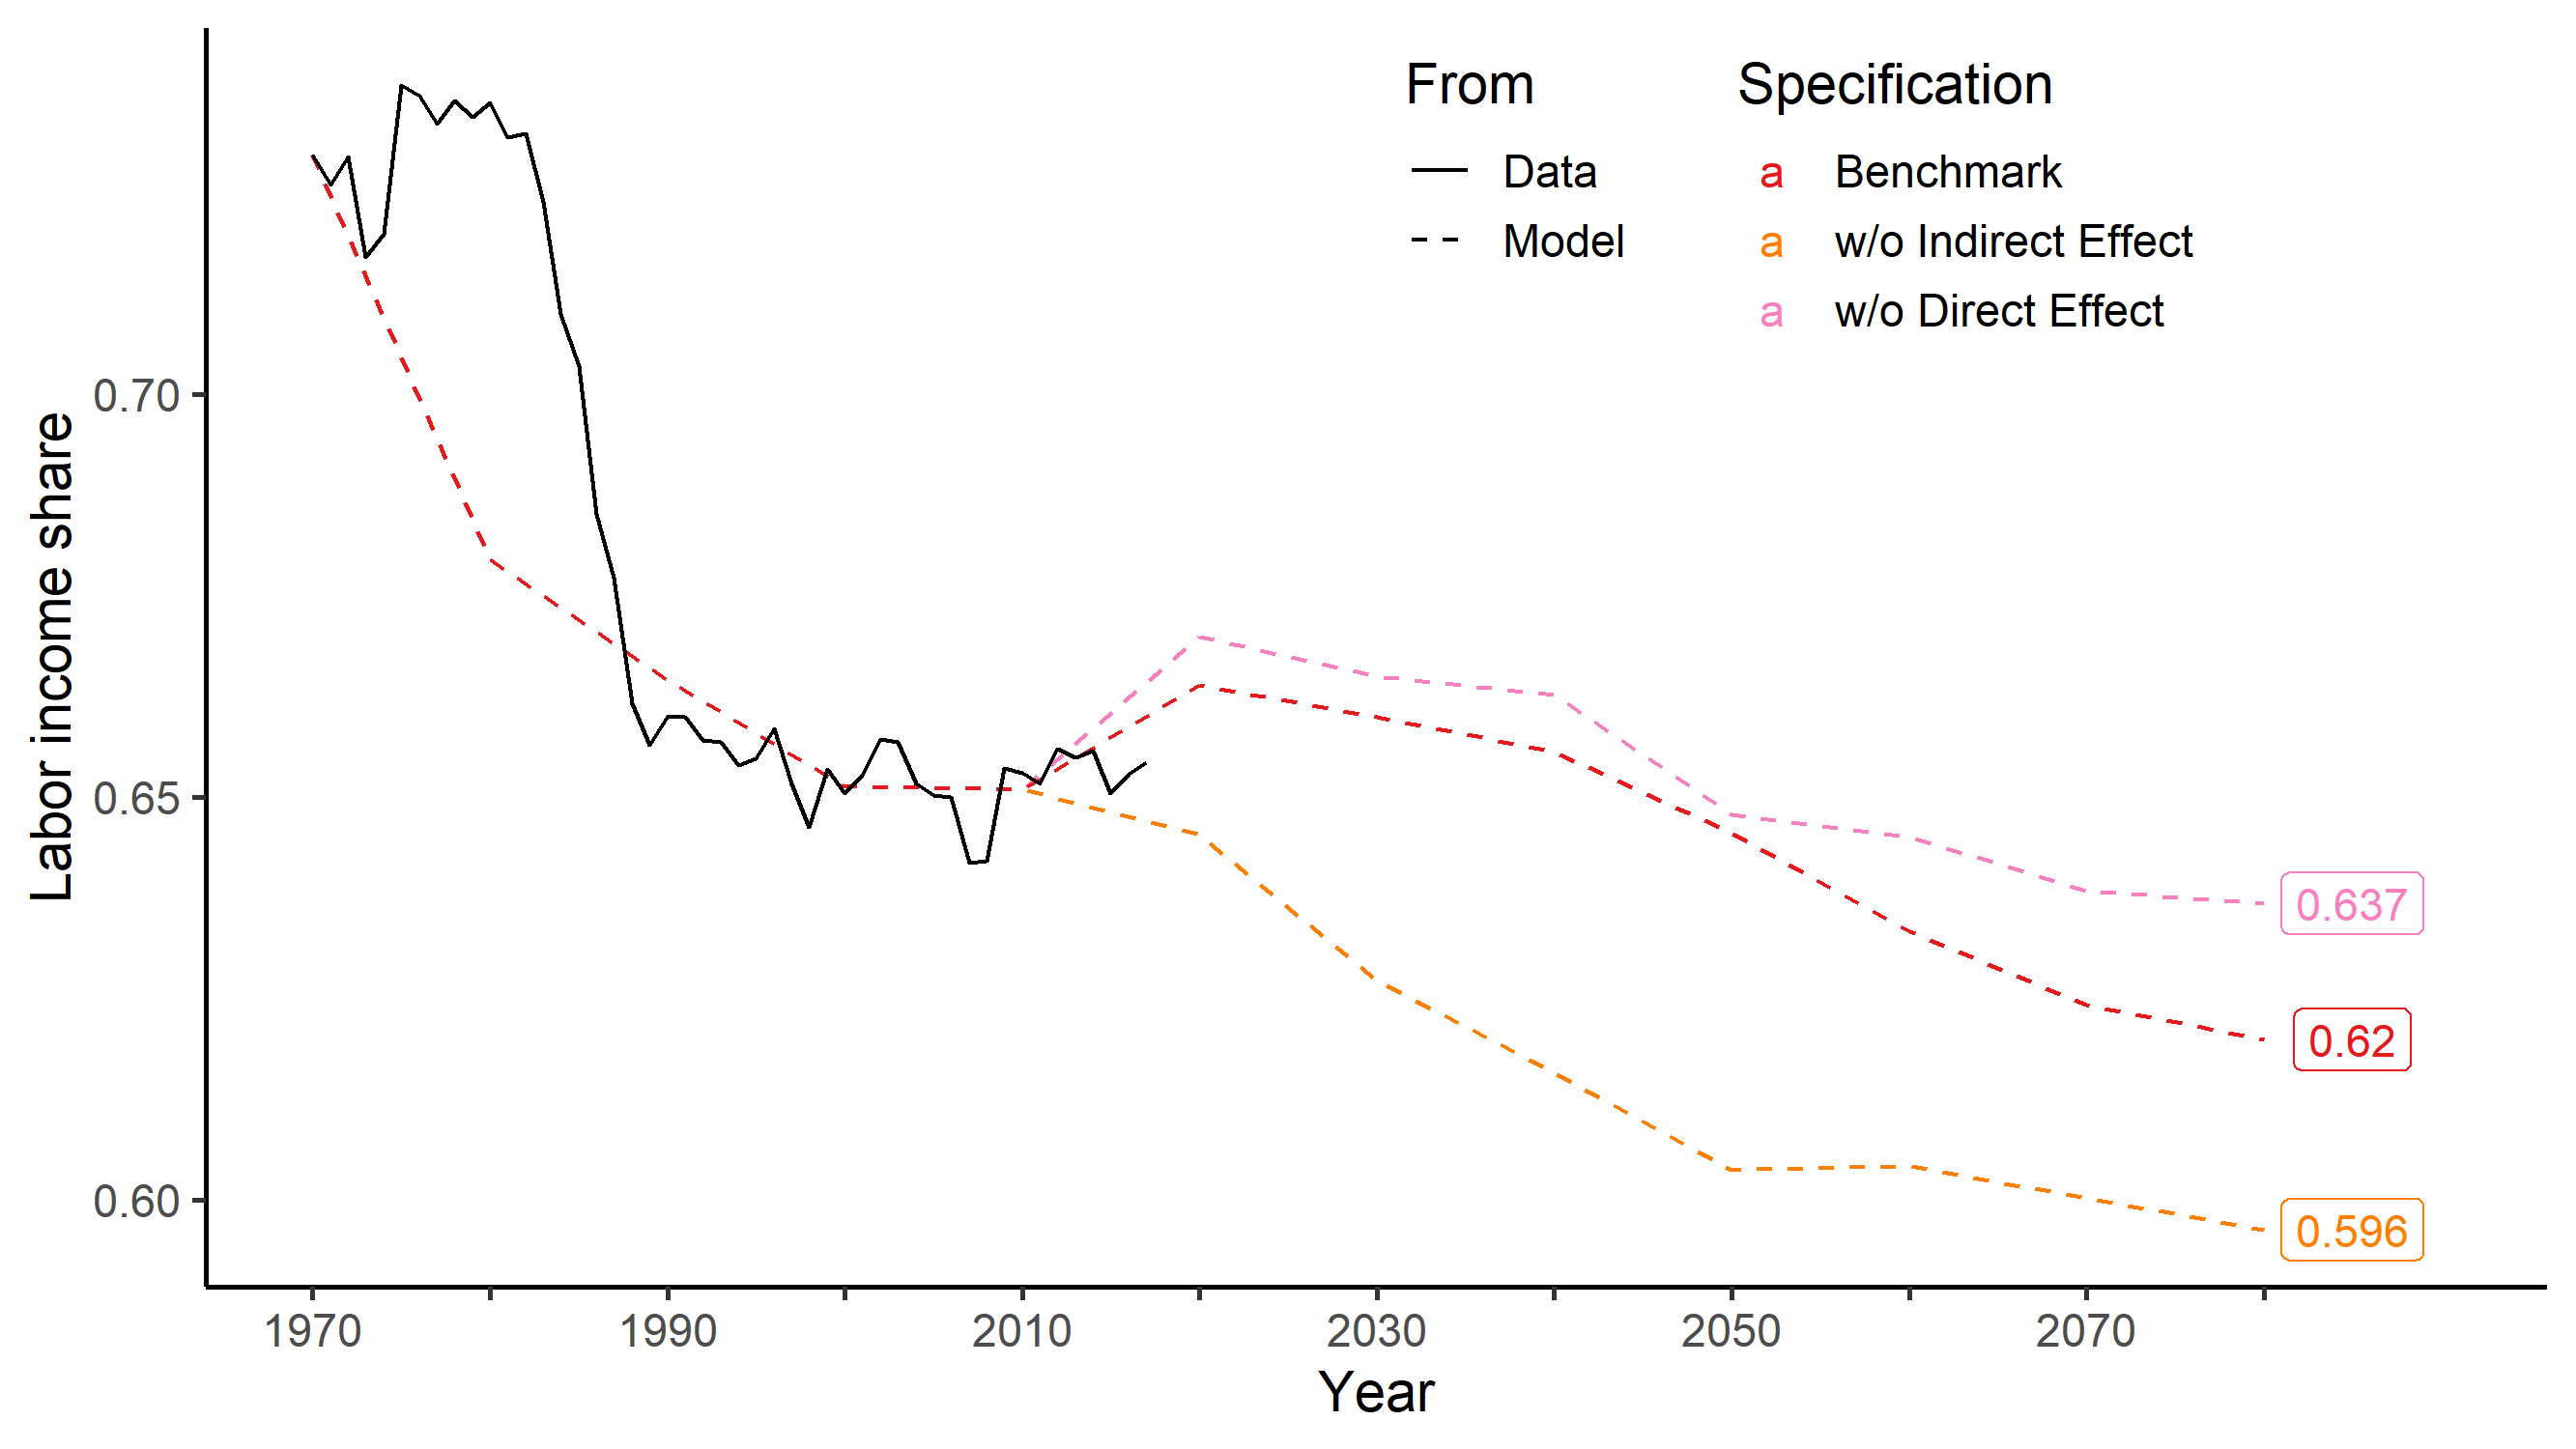 From
Data
Model
Specification
a Benchmark
a w/o Indirect Effect
a w/o Direct Effect
Labor income share
0.70
0.65
0.60
0.637
0.62
0.596
1970 1990 2010 2030 2050 2070
Year